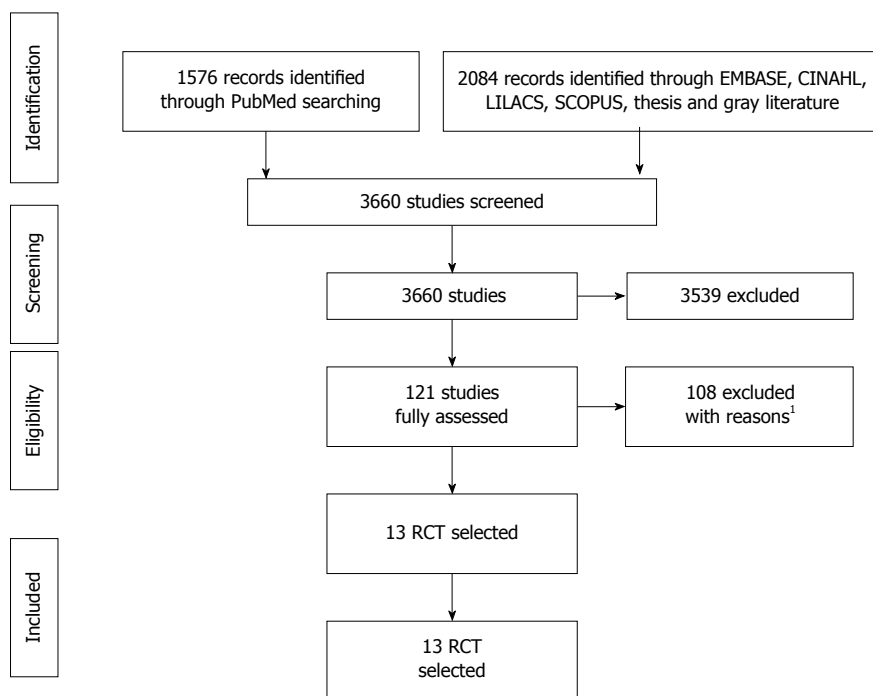 Identification
1576 records identified
through PubMed searching
2084 records identified through EMBASE, CINAHL,
LILACS, SCOPUS, thesis and gray literature
3660 studies screened
Screening
3660 studies
3539 excluded
Eligibility
121 studies
fully assessed
108 excluded
with reasons¹
13 RCT selected
Included
13 RCT
selected